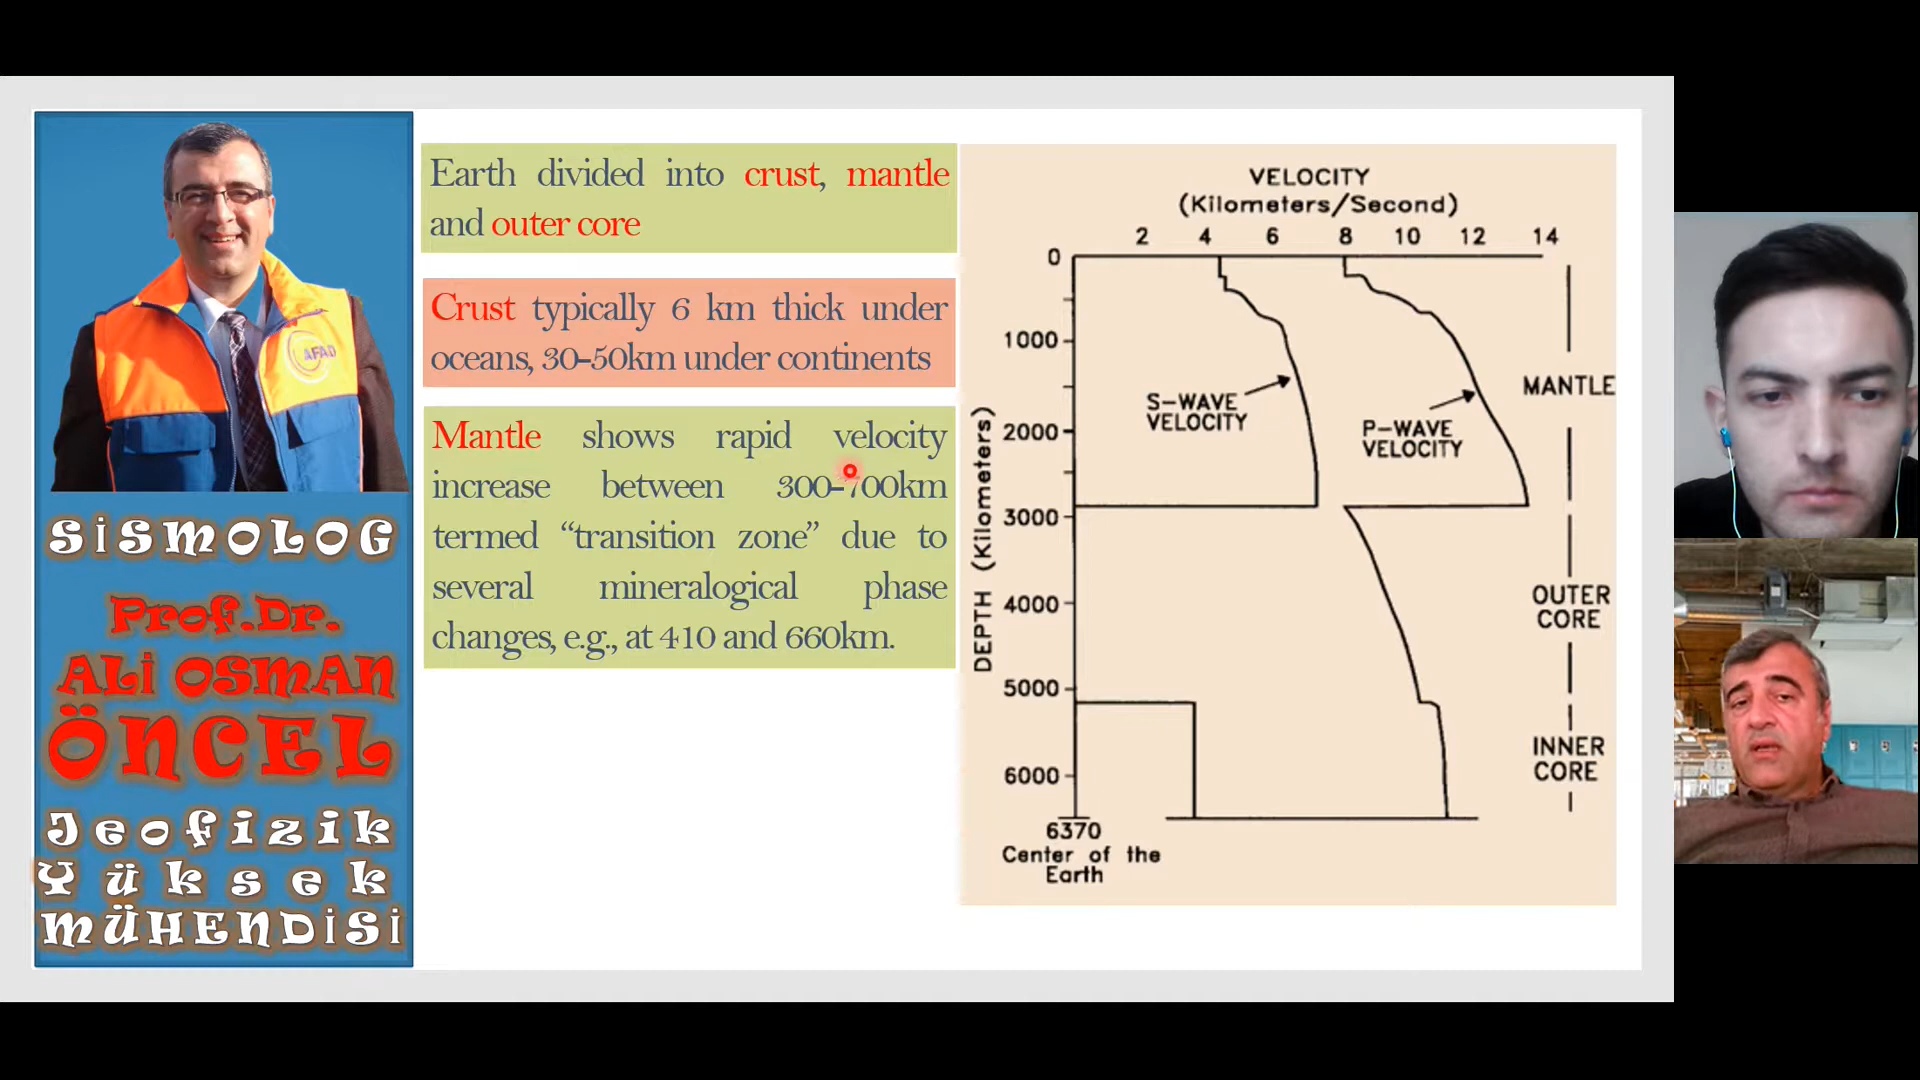 AFAD
SİSMOLOG
Prof.Dr.
ALİ OSMAN
ÖNCEL
Jeofizik
Yüksek
MÜHENDİSİ
Earth divided into crust, mantle
and outer core
Crust typically 6 km thick under
oceans, 30-50km under continents
Mantle shows rapid velocity
increase between 300-700km
termed “transition zone” due to
several mineralogical phase
changes, e.g., at 410 and 660km.
VELOCITY
(Kilometers/Second)
2 4 6 8 10 12 14
0
1000
2000
3000
4000
5000
6000
6370
Center of the
Earth
DEPTH (Kilometers)
S-WAVE
VELOCITY
P-WAVE
VELOCITY
MANTLE
OUTER
CORE
INNER
CORE